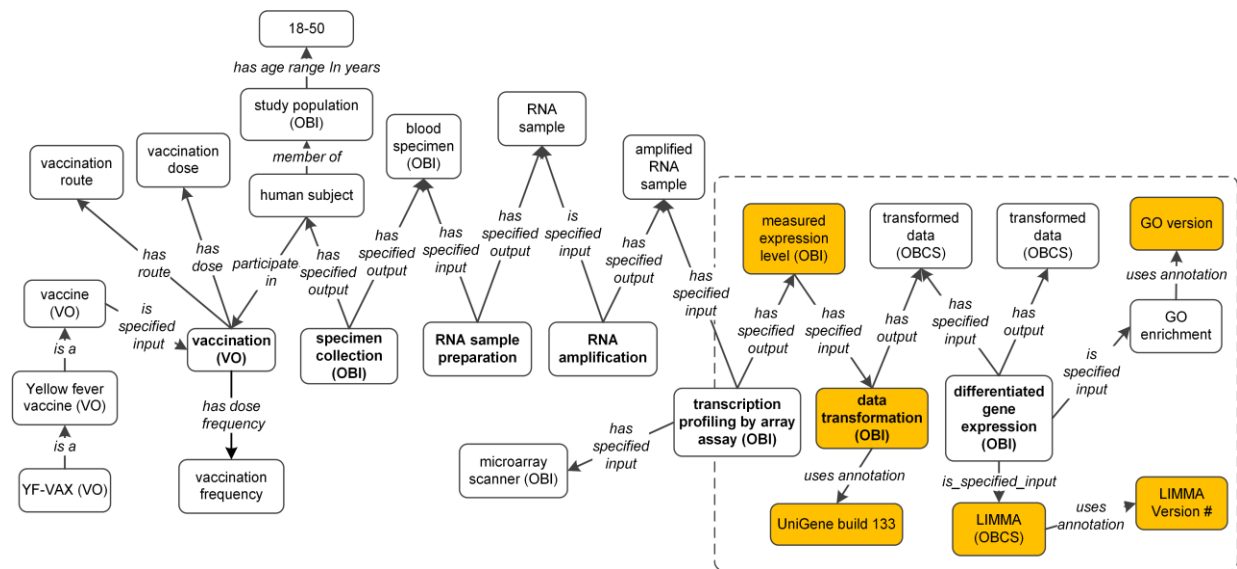 18-50
has age range In years
study population
(OBI)
member of
human subject
blood
specimen
(OBI)
RNA
sample
amplified
RNA
sample
vaccination
route
vaccination
dose
has
route
has
dose
participate
in
has
specified
output
has
specified
output
has
specified
input
has
specified
output
is
specified
input
has
specified
output
has
specified
input
vaccine
(VO)
is
specified
input
is a
Yellow fever
vaccine (VO)
is a
YF-VAX (VO)
vaccination
(VO)
has dose
frequency
vaccination
frequency
specimen
collection
(OBI)
RNA sample
preparation
RNA
amplification
measured
expression
level (OBI)
transformed
data
(OBCS)
transformed
data
(OBCS)
GO version
uses annotation
GO
enrichment
has
specified
output
has
specified
input
has
output
has
specified
input
has
output
is
specified
input
transcription
profiling by array
assay (OBI)
data
transformation
(OBI)
differentiated
gene
expression
(OBI)
has
specified
input
microarray
scanner (OBI)
uses annotation
UniGene build 133
is_specified_input
LIMMA
(OBCS)
uses
annotation
LIMMA
Version #